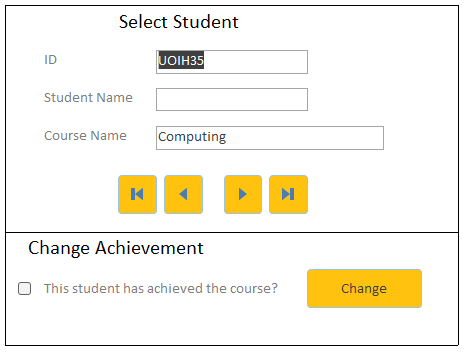 Select Student
ID UOIH35
Student Name
Course Name Computing
Change Achievement
This student has achieved the course? Change